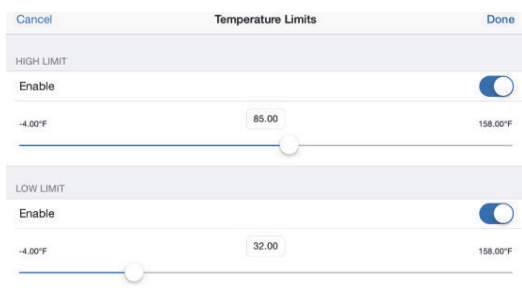 Cancel Temperature Limits Done
HIGH LIMIT
Enable
-4.00°F 85.00 158.00°F
LOW LIMIT
Enable
-4.00°F 32.00 158.00°F